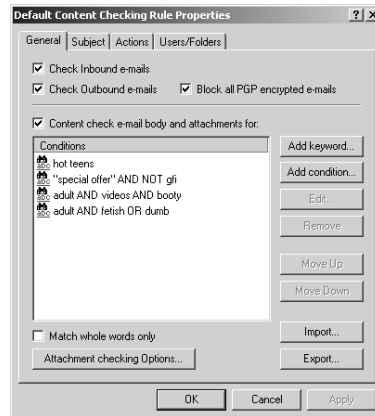 Default Content Checking Rule Properties
General Subject Actions Users/Folders
Check Inbound e-mails
Check Outbound e-mails Block all PGP encrypted e-mails
Content check e-mail body and attachments for:
Conditions
Add keyword...
hot teens
"special offer" AND NOT gfi
Add condition...
adult AND videos AND booty
Edit...
adult AND fetish OR dumb
Remove
Move Up
Move Down
Match whole words only
Import...
Attachment checking Options...
Export...
OK Cancel Apply